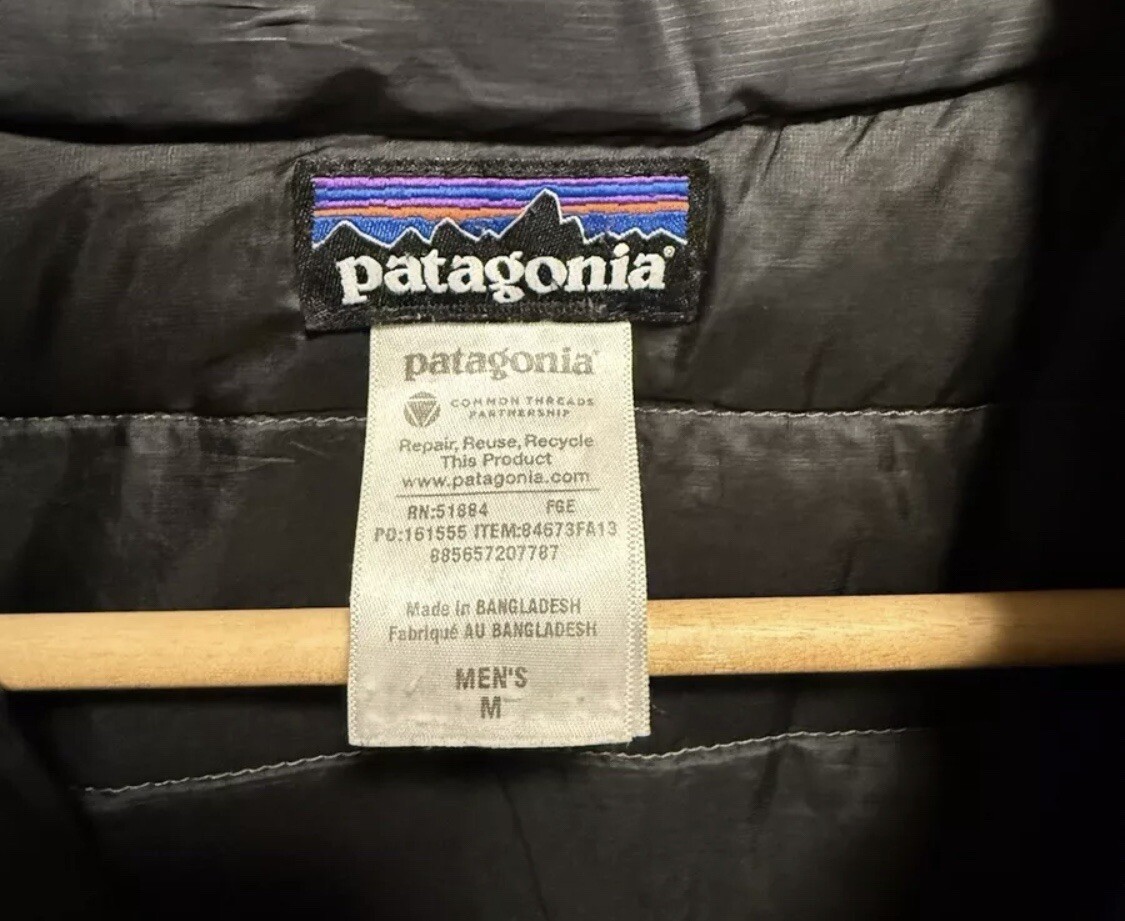 patagonia®
patagonia®
COMMON THREADS
PARTNERSHIP
Repair, Reuse, Recycle
This Product
www.patagonia.com
RN:51884 FGE
PO:161555 ITEM:84673FA13
885657207787
Made in BANGLADESH
Fabriqué AU BANGLADESH
MEN'S
M